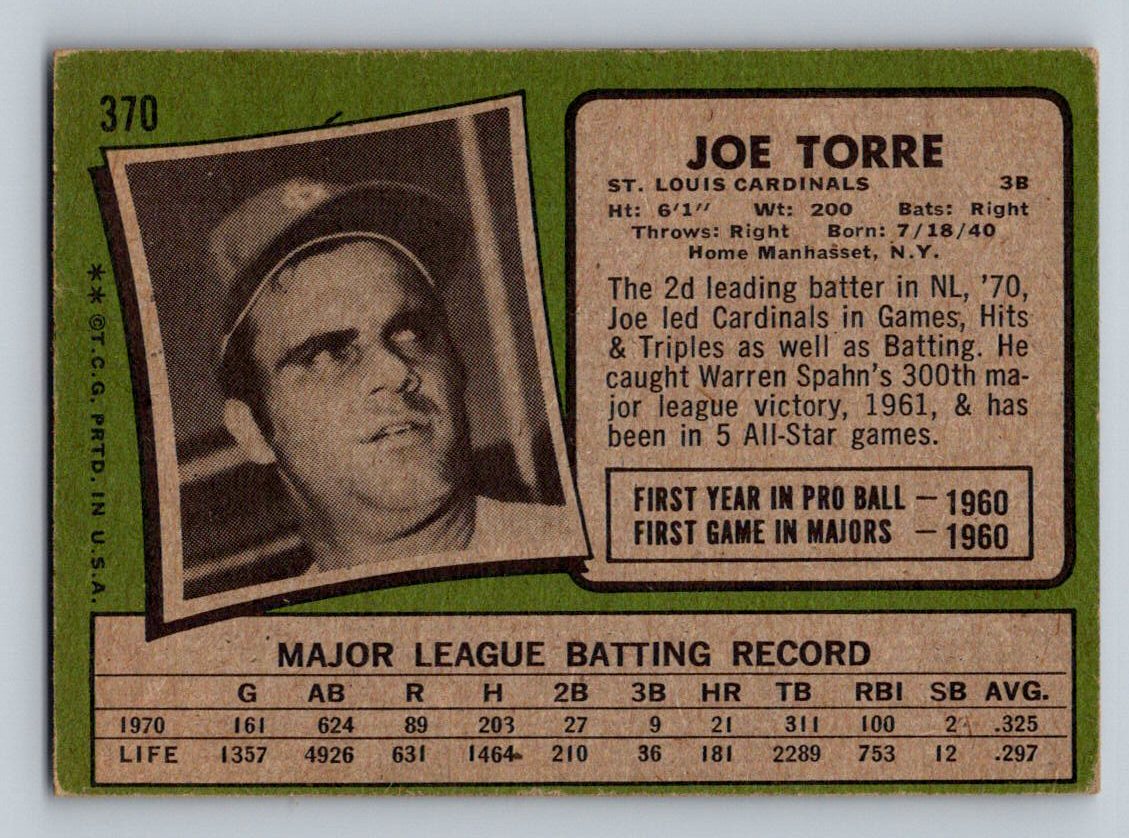 370
JOE TORRE
ST. LOUIS CARDINALS 3B
Ht: 6'1" Wt: 200 Bats: Right
Throws: Right Born: 7/18/40
Home Manhasset, N.Y.
The 2d leading batter in NL, '70,
Joe led Cardinals in Games, Hits
& Triples as well as Batting. He
caught Warren Spahn's 300th ma-
jor league victory, 1961, & has
been in 5 All-Star games.
FIRST YEAR IN PRO BALL — 1960
FIRST GAME IN MAJORS — 1960
**©T.C.G. PRTD. IN U.S.A.
MAJOR LEAGUE BATTING RECORD
G AB R H 2B 3B HR TB RBI SB AVG.
1970 161 624 89 203 27 9 21 311 100 2 .325
LIFE 1357 4926 631 1464 210 36 181 2289 753 12 .297